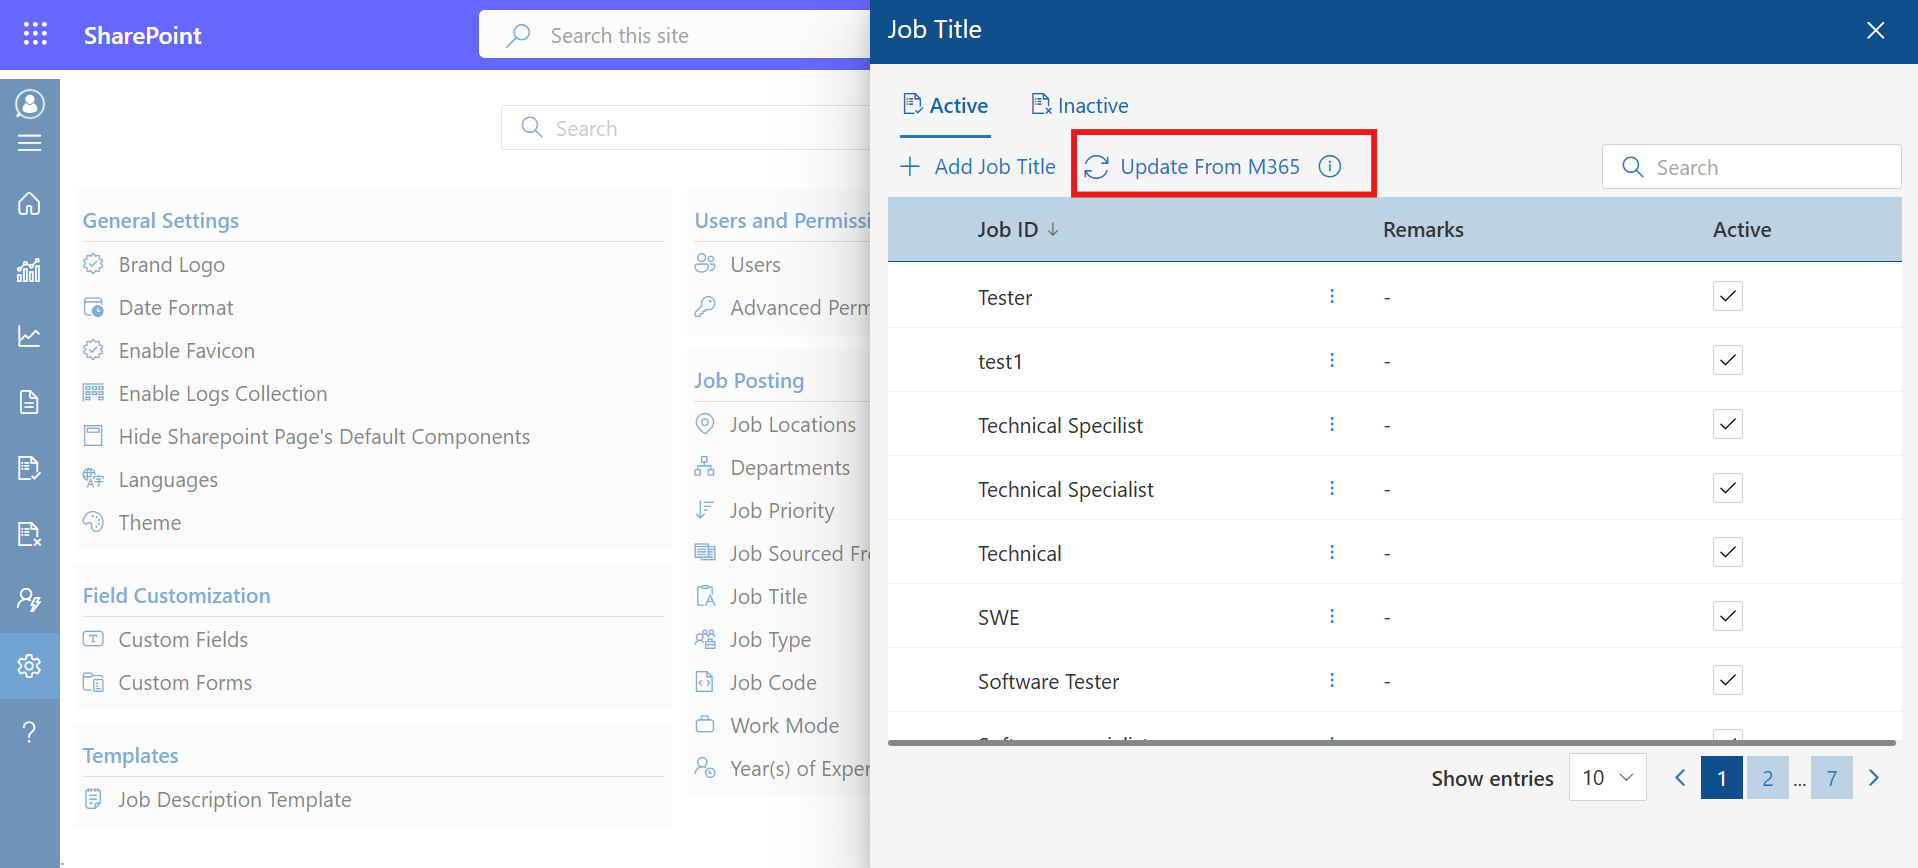 SharePoint
Search this site
Search
General Settings
Brand Logo
Date Format
Enable Favicon
Enable Logs Collection
Hide Sharepoint Page's Default Components
Languages
Theme
Field Customization
Custom Fields
Custom Forms
Templates
Job Description Template
Users and Permissi
Users
Advanced Perm
Job Posting
Job Locations
Departments
Job Priority
Job Sourced Fr
Job Title
Job Type
Job Code
Work Mode
Year(s) of Exper
Job Title
Active Inactive
Add Job Title Update From M365 Search
Job ID Remarks Active
Tester -
test1 -
Technical Specilist -
Technical Specialist -
Technical -
SWE -
Software Tester -
Show entries 10 1 2 ... 7